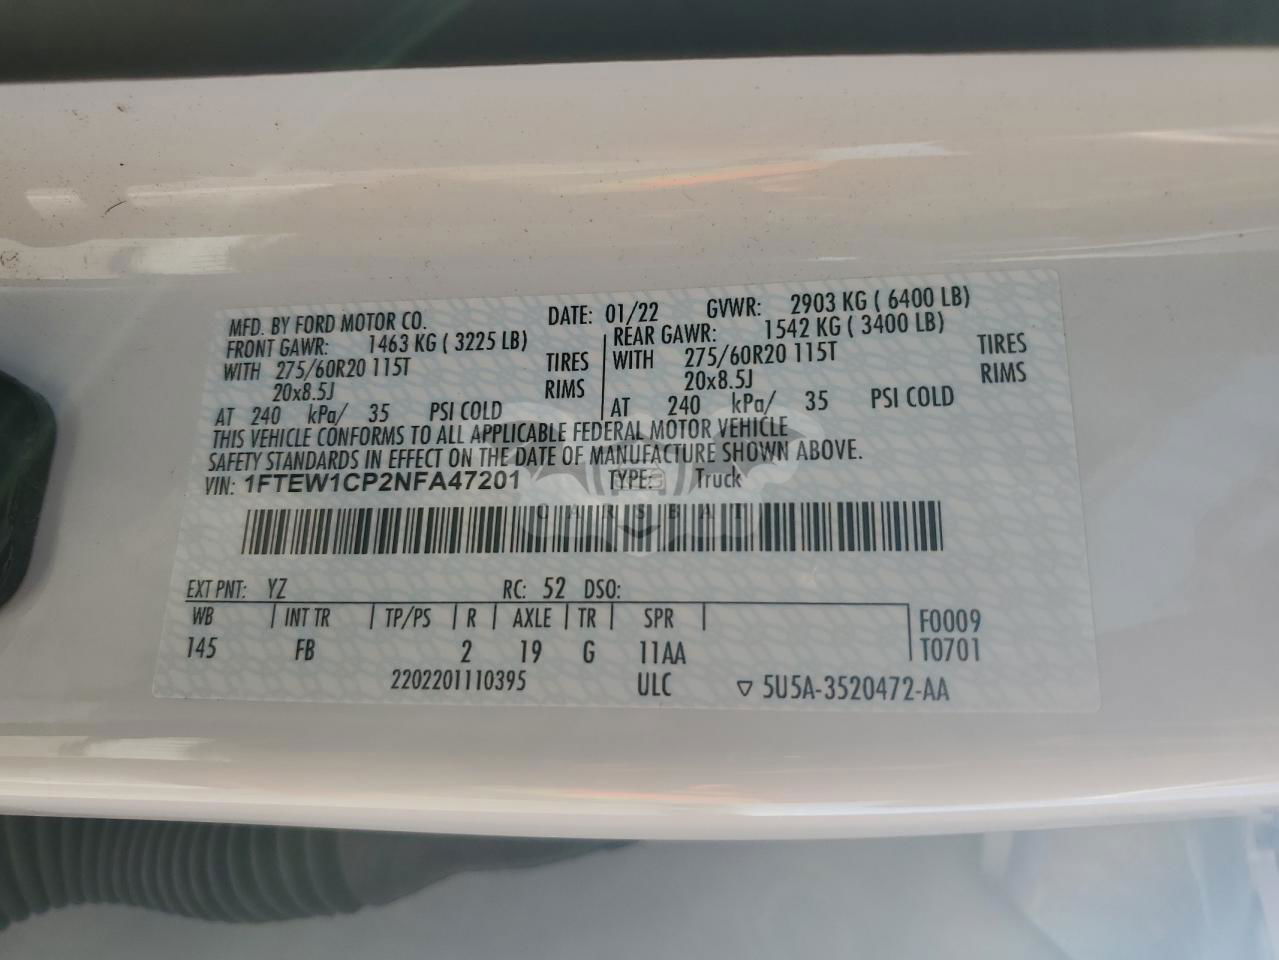 MFD. BY FORD MOTOR CO. DATE: 01/22 GVWR: 2903 KG ( 6400 LB)
FRONT GAWR: 1463 KG ( 3225 LB) REAR GAWR: 1542 KG ( 3400 LB)
WITH 275/60R20 115T TIRES WITH 275/60R20 115T TIRES
20x8.5J RIMS 20x8.5J RIMS
AT 240 kPa/ 35 PSI COLD AT 240 kPa/ 35 PSI COLD
THIS VEHICLE CONFORMS TO ALL APPLICABLE FEDERAL MOTOR VEHICLE
SAFETY STANDARDS IN EFFECT ON THE DATE OF MANUFACTURE SHOWN ABOVE.
VIN: 1FTEW1CP2NFA47201 TYPE: Truck
CARSBAT
EXT PNT: YZ RC: 52 DSO:
WB INT TR TP/PS R AXLE TR SPR F0009
145 FB 2 19 G 11AA T0701
2202201110395 ULC ▽ 5U5A-3520472-AA